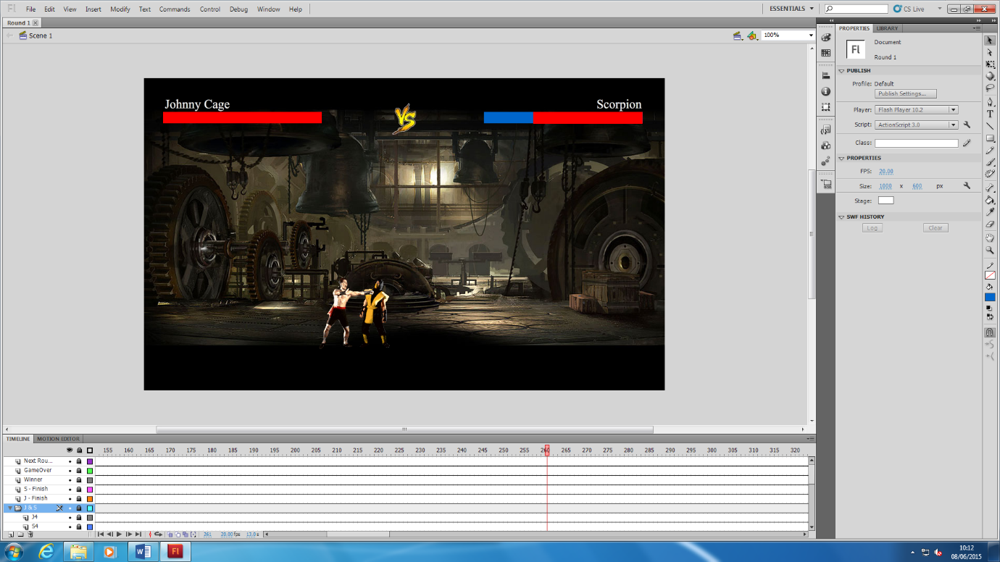 Fl File Edit View Insert Modify Text Commands Control Debug Window Help ESSENTIALS CS Live
Round 1
Scene 1
100%
Johnny Cage
VS
Scorpion
PROPERTIES LIBRARY
Fl
Document
Round 1
PUBLISH
Profile: Default
Publish Settings...
Player: Flash Player 10.2
Script: ActionScript 3.0
Class:
PROPERTIES
FPS: 20.00
Size: 1000 x 600 px
Stage:
SWF HISTORY
Log Clear
TIMELINE MOTION EDITOR
155 160 165 170 175 180 185 190 195 200 205 210 215 220 225 230 235 240 245 250 255 260 265 270 275 280 285 290 295 300 305 310 315 320
Next Rou...
GameOver
Winner
S - Finish
J - Finish
J & S
J4
S4
261 20.00 fps 13.0 s
W Fl
10:12
08/06/2015